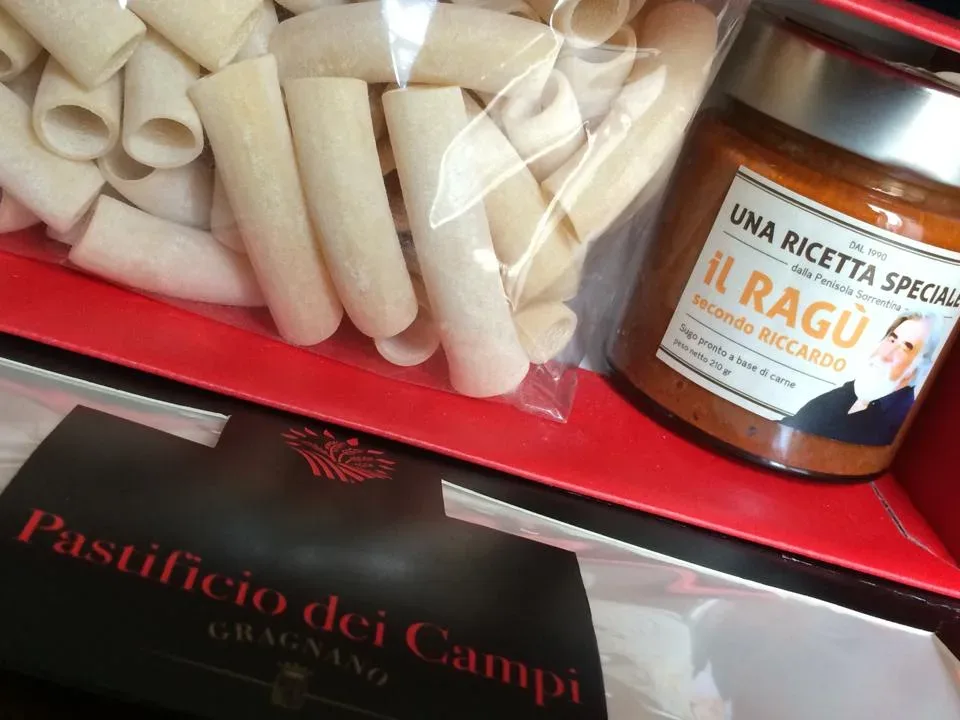 DAL 1990
UNA RICETTA SPECIALE
dalla Penisola Sorrentina
iL RAGÙ
secondo RICCARDO
Sugo pronto a base di carne
peso netto 210 gr
Pastificio dei Campi
GRAGNANO